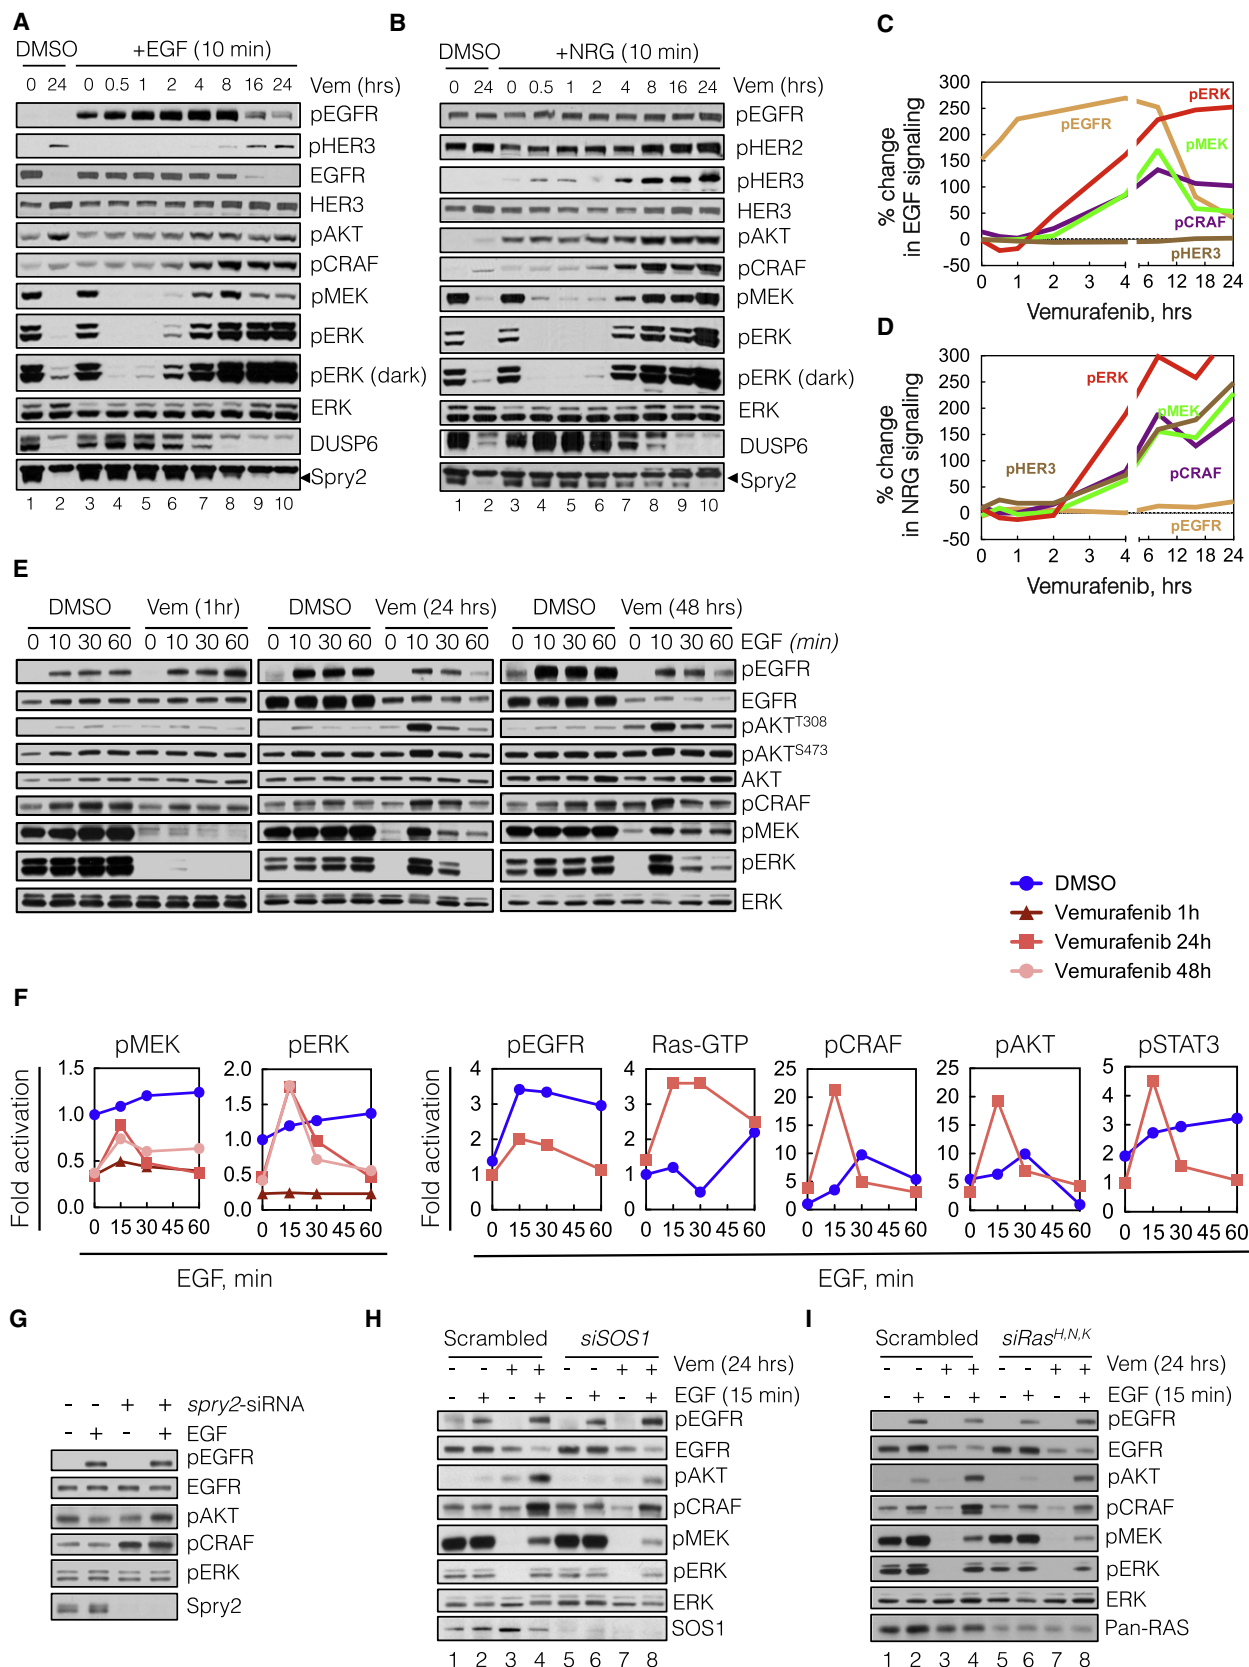 A
DMSO +EGF (10 min)
0 24 0 0.5 1 2 4 8 16 24 Vem (hrs)
pEGFR
pHER3
EGFR
HER3
pAKT
pCRAF
pMEK
pERK
pERK (dark)
ERK
DUSP6
Spry2
1 2 3 4 5 6 7 8 9 10
B
DMSO +NRG (10 min)
0 24 0 0.5 1 2 4 8 16 24 Vem (hrs)
pEGFR
pHER2
pHER3
HER3
pAKT
pCRAF
pMEK
pERK
pERK (dark)
ERK
DUSP6
Spry2
1 2 3 4 5 6 7 8 9 10
C
% change
in EGF signaling
300
250
200
150
100
50
0
-50
pERK
pEGFR
pMEK
pCRAF
pHER3
0 1 2 4 6 12 18 24
Vemurafenib, hrs
D
% change
in NRG signaling
300
250
200
150
100
50
0
-50
pERK
pMEK
pHER3
pCRAF
pEGFR
0 1 2 4 6 12 18 24
Vemurafenib, hrs
E
DMSO Vem (1hr) DMSO Vem (24 hrs) DMSO Vem (48 hrs)
0 10 30 60 0 10 30 60 0 10 30 60 0 10 30 60 0 10 30 60 0 10 30 60 EGF (min)
pEGFR
EGFR
pAKT^T308
pAKT^S473
AKT
pCRAF
pMEK
pERK
ERK
DMSO
Vemurafenib 1h
Vemurafenib 24h
Vemurafenib 48h
F
Fold activation
pMEK
1.5
1.0
0.5
0.0
0 15 30 45 60
pERK
2.0
1.5
1.0
0.5
0.0
0 15 30 45 60
EGF, min
Fold activation
pEGFR
4
3
2
1
0
0 15 30 45 60
Ras-GTP
4
3
2
1
0
0 15 30 45 60
pCRAF
25
20
15
10
5
0
0 15 30 45 60
pAKT
25
20
15
10
5
0
0 15 30 45 60
pSTAT3
5
4
3
2
1
0
0 15 30 45 60
EGF, min
G
- - + + spry2-siRNA
- + - + EGF
pEGFR
EGFR
pAKT
pCRAF
pERK
Spry2
H
Scrambled siSOS1
- - + + - - + + Vem (24 hrs)
- + - + - + - + EGF (15 min)
pEGFR
EGFR
pAKT
pCRAF
pMEK
pERK
ERK
SOS1
1 2 3 4 5 6 7 8
I
Scrambled siRas^H,N,K
- - + + - - + + Vem (24 hrs)
- + - + - + - + EGF (15 min)
pEGFR
EGFR
pAKT
pCRAF
pMEK
pERK
ERK
Pan-RAS
1 2 3 4 5 6 7 8